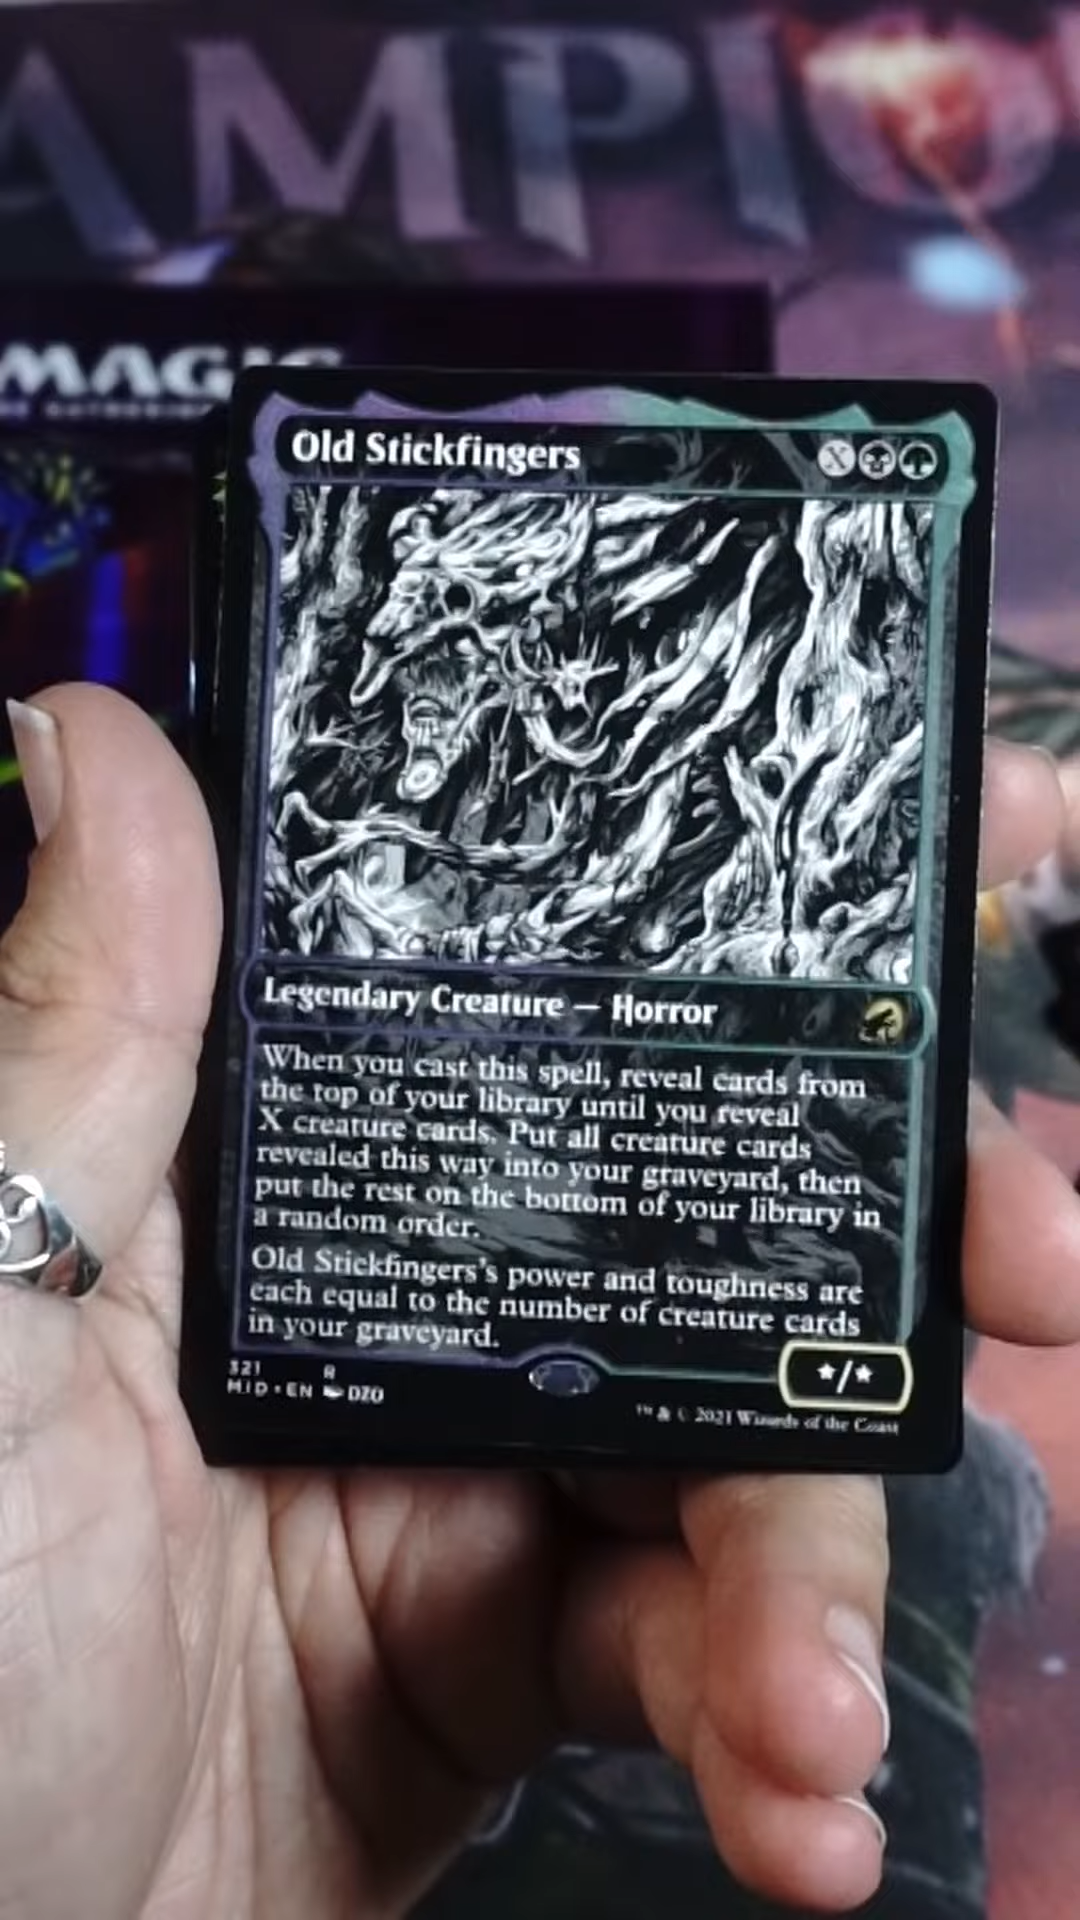 AMPIO
MAGIC
Old Stickfingers
X
Legendary Creature — Horror
When you cast this spell, reveal cards from
the top of your library until you reveal
X creature cards. Put all creature cards
revealed this way into your graveyard, then
put the rest on the bottom of your library in
a random order.
Old Stickfingers's power and toughness are
each equal to the number of creature cards
in your graveyard.
321 R
MID • EN DZO
★/★
™ & © 2021 Wizards of the Coast